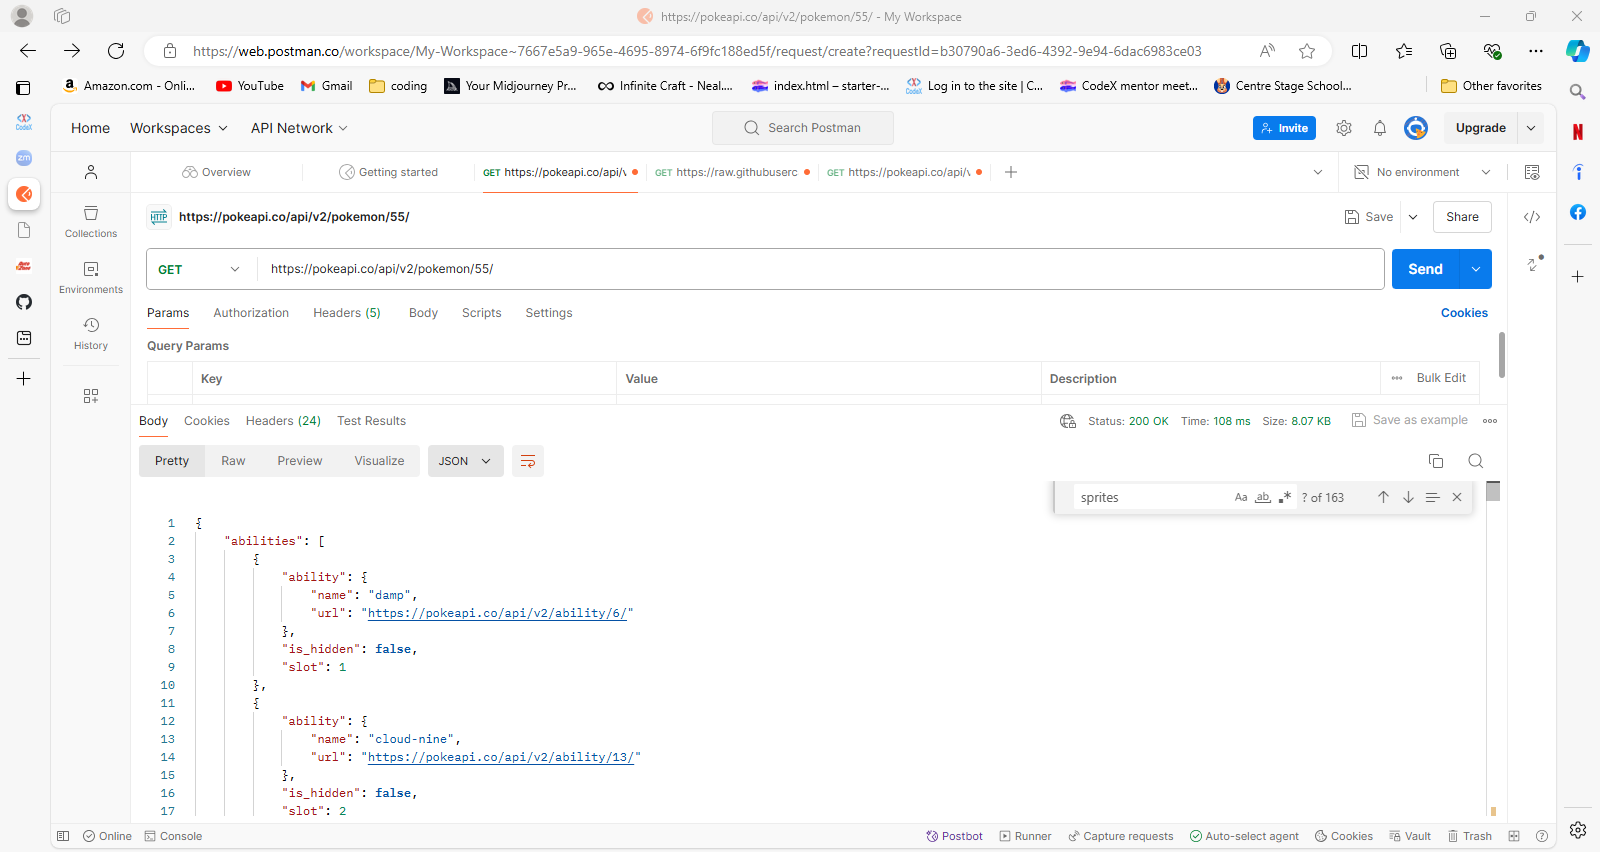 https://pokeapi.co/api/v2/pokemon/55/ - My Workspace
https://web.postman.co/workspace/My-Workspace~7667e5a9-965e-4695-8974-6f9fc188ed5f/request/create?requestId=b30790a6-3ed6-4392-9e94-6dac6983ce03
Amazon.com - Onli... YouTube Gmail coding Your Midjourney Pr... Infinite Craft - Neal.... index.html – starter-... Log in to the site | C... CodeX mentor meet... Centre Stage School... Other favorites
Home Workspaces API Network Search Postman Invite Upgrade
Overview Getting started GET https://pokeapi.co/api/v GET https://raw.githubuserc GET https://pokeapi.co/api/v No environment
HTTP https://pokeapi.co/api/v2/pokemon/55/ Save Share
Collections
Environments
History
GET https://pokeapi.co/api/v2/pokemon/55/ Send
Params Authorization Headers (5) Body Scripts Settings Cookies
Query Params
Key Value Description Bulk Edit
Body Cookies Headers (24) Test Results Status: 200 OK Time: 108 ms Size: 8.07 KB Save as example
Pretty Raw Preview Visualize JSON
sprites Aa ab .* ? of 163
1 {
2 "abilities": [
3 {
4 "ability": {
5 "name": "damp",
6 "url": "https://pokeapi.co/api/v2/ability/6/"
7 },
8 "is_hidden": false,
9 "slot": 1
10 },
11 {
12 "ability": {
13 "name": "cloud-nine",
14 "url": "https://pokeapi.co/api/v2/ability/13/"
15 },
16 "is_hidden": false,
17 "slot": 2
Online Console Postbot Runner Capture requests Auto-select agent Cookies Vault Trash
CodeX
zm